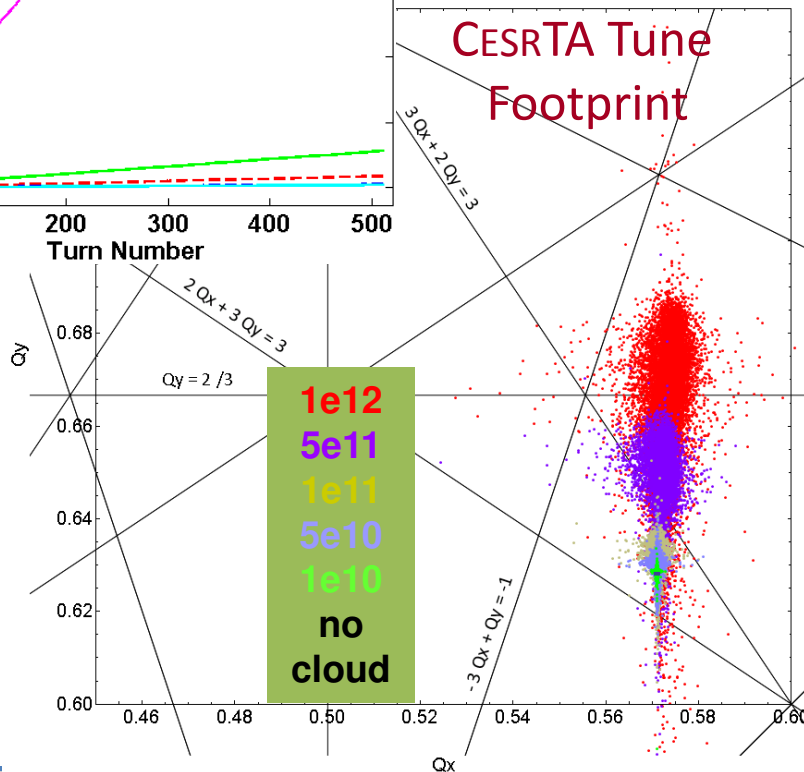 CESRTA Tune
Footprint
200 300 400 500
Turn Number
3 Qx + 2 Qy = 3
2 Qx + 3 Qy = 3
Qy = 2 /3
- 3 Qx + Qy = -1
Qy
0.68
0.66
0.64
0.62
0.60
1e12
5e11
1e11
5e10
1e10
no
cloud
0.46 0.48 0.50 0.52 0.54 0.56 0.58
Qx